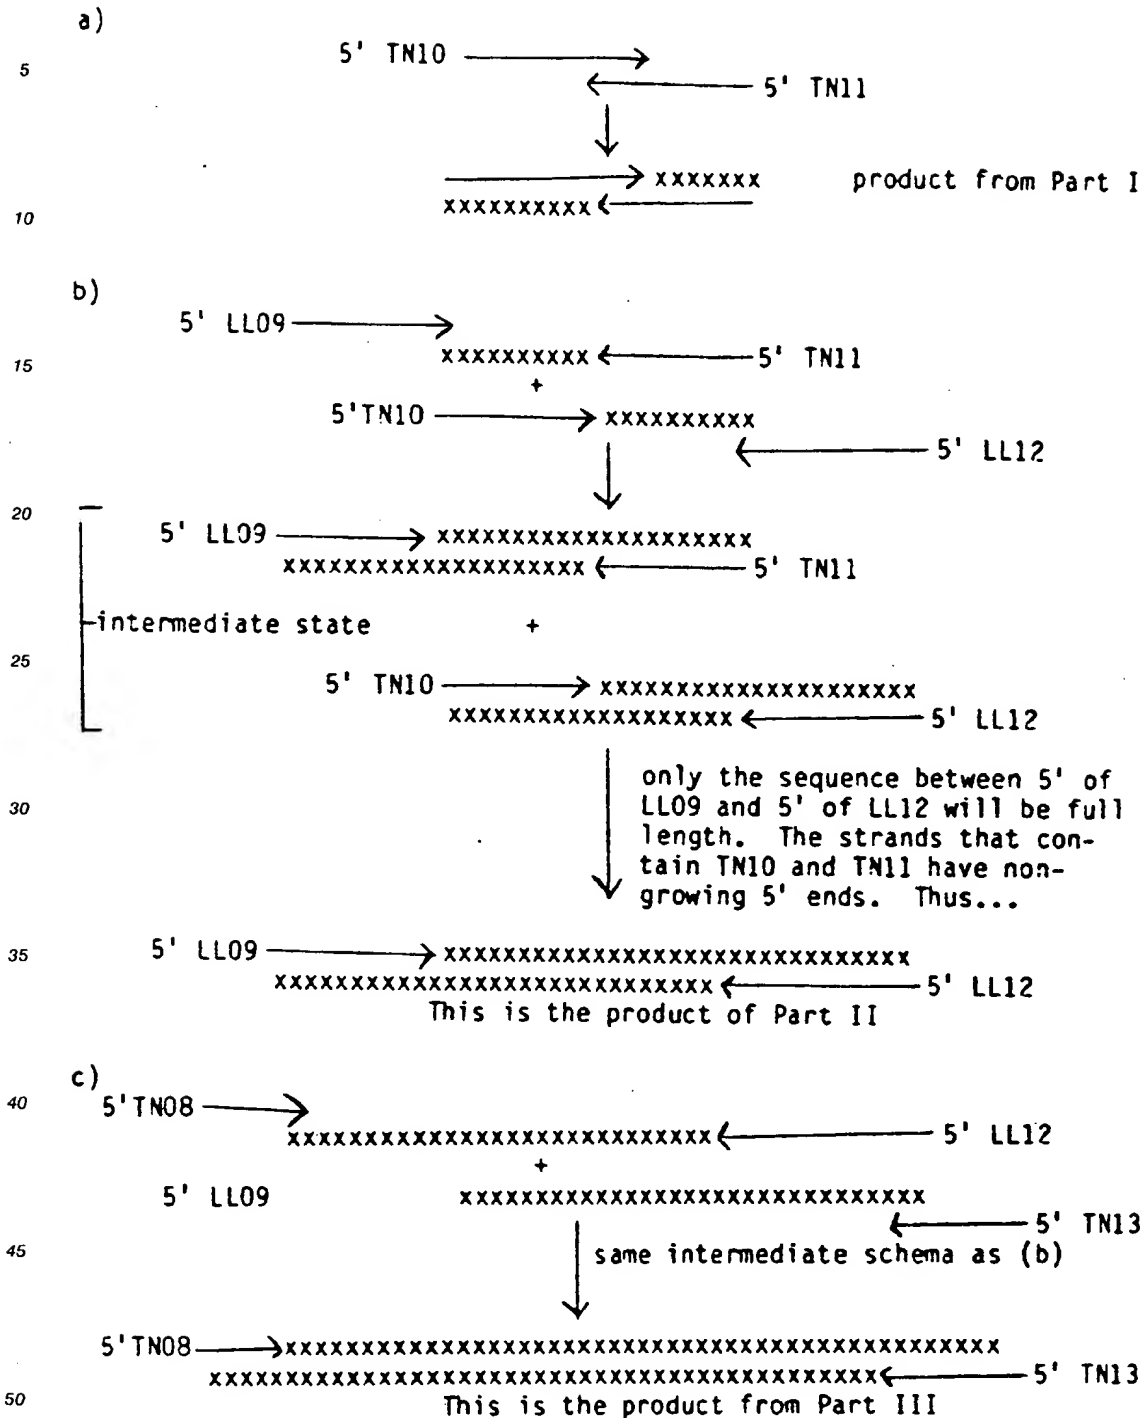 a)
5' TN10
5
5' TN11
xxxxxxx product from Part I
10 xxxxxxxxxx
b)
5' LL09
15 xxxxxxxxxx 5' TN11
+
5'TN10 xxxxxxxxxx
5' LL12
20
5' LL09 xxxxxxxxxxxxxxxxxxxxx
xxxxxxxxxxxxxxxxxxxx 5' TN11
intermediate state +
25
5' TN10 xxxxxxxxxxxxxxxxxxxxx
xxxxxxxxxxxxxxxxxxx 5' LL12
only the sequence between 5' of
30 LL09 and 5' of LL12 will be full
length. The strands that con-
tain TN10 and TN11 have non-
growing 5' ends. Thus...
35 5' LL09 xxxxxxxxxxxxxxxxxxxxxxxxxxxxxxx
xxxxxxxxxxxxxxxxxxxxxxxxxxxxx 5' LL12
This is the product of Part II
c)
40 5'TN08
xxxxxxxxxxxxxxxxxxxxxxxxxxxx 5' LL12
+
5' LL09 xxxxxxxxxxxxxxxxxxxxxxxxxxxxxxx
5' TN13
45 same intermediate schema as (b)
5'TN08 xxxxxxxxxxxxxxxxxxxxxxxxxxxxxxxxxxxxxxxxxxxxxxx
xxxxxxxxxxxxxxxxxxxxxxxxxxxxxxxxxxxxxxxxxxxx 5' TN13
50 This is the product from Part III